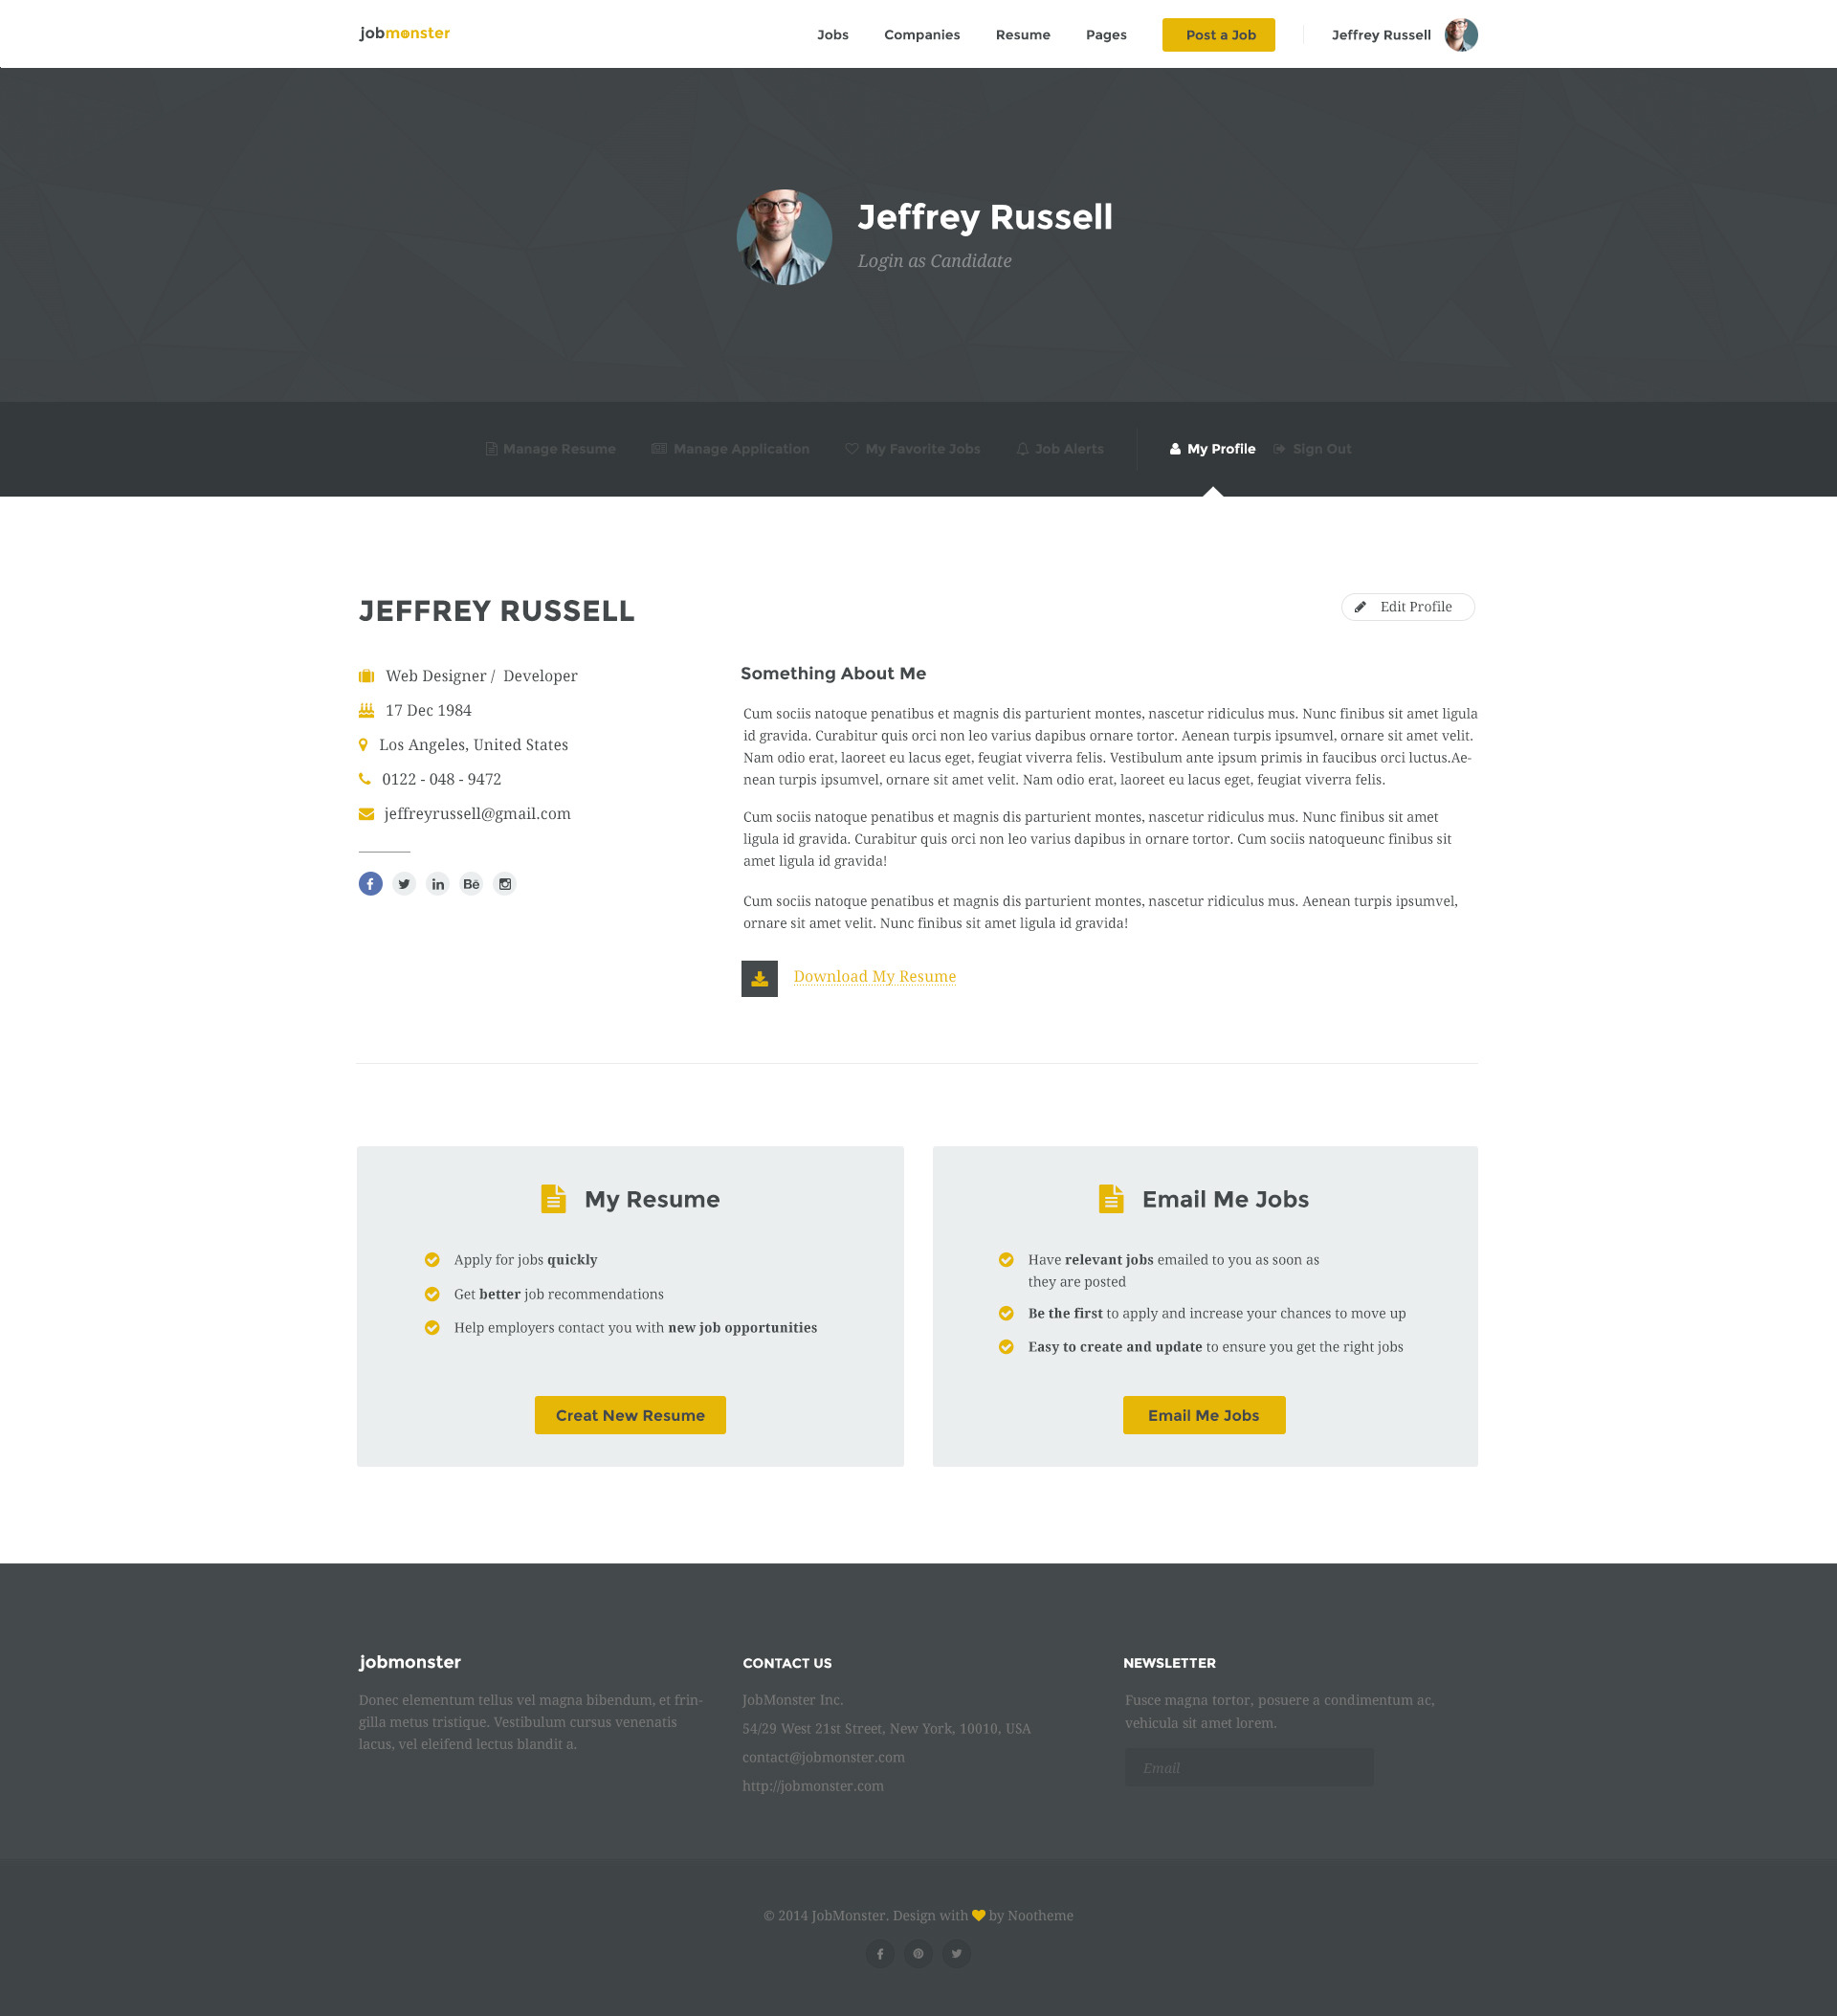 jobmonster
Jobs Companies Resume Pages Post a Job Jeffrey Russell
Jeffrey Russell
Login as Candidate
Manage Resume Manage Application My Favorite Jobs Job Alerts My Profile Sign Out
JEFFREY RUSSELL
Edit Profile
Web Designer / Developer
17 Dec 1984
Los Angeles, United States
0122 - 048 - 9472
jeffreyrussell@gmail.com
Bē
Something About Me
Cum sociis natoque penatibus et magnis dis parturient montes, nascetur ridiculus mus. Nunc finibus sit amet ligula
id gravida. Curabitur quis orci non leo varius dapibus ornare tortor. Aenean turpis ipsumvel, ornare sit amet velit.
Nam odio erat, laoreet eu lacus eget, feugiat viverra felis. Vestibulum ante ipsum primis in faucibus orci luctus.Ae-
nean turpis ipsumvel, ornare sit amet velit. Nam odio erat, laoreet eu lacus eget, feugiat viverra felis.
Cum sociis natoque penatibus et magnis dis parturient montes, nascetur ridiculus mus. Nunc finibus sit amet
ligula id gravida. Curabitur quis orci non leo varius dapibus in ornare tortor. Cum sociis natoqueunc finibus sit
amet ligula id gravida!
Cum sociis natoque penatibus et magnis dis parturient montes, nascetur ridiculus mus. Aenean turpis ipsumvel,
ornare sit amet velit. Nunc finibus sit amet ligula id gravida!
Download My Resume
My Resume
Apply for jobs quickly
Get better job recommendations
Help employers contact you with new job opportunities
Creat New Resume
Email Me Jobs
Have relevant jobs emailed to you as soon as
they are posted
Be the first to apply and increase your chances to move up
Easy to create and update to ensure you get the right jobs
Email Me Jobs
jobmonster
Donec elementum tellus vel magna bibendum, et frin-
gilla metus tristique. Vestibulum cursus venenatis
lacus, vel eleifend lectus blandit a.
CONTACT US
JobMonster Inc.
54/29 West 21st Street, New York, 10010, USA
contact@jobmonster.com
http://jobmonster.com
NEWSLETTER
Fusce magna tortor, posuere a condimentum ac,
vehicula sit amet lorem.
Email
© 2014 JobMonster. Design with by Nootheme